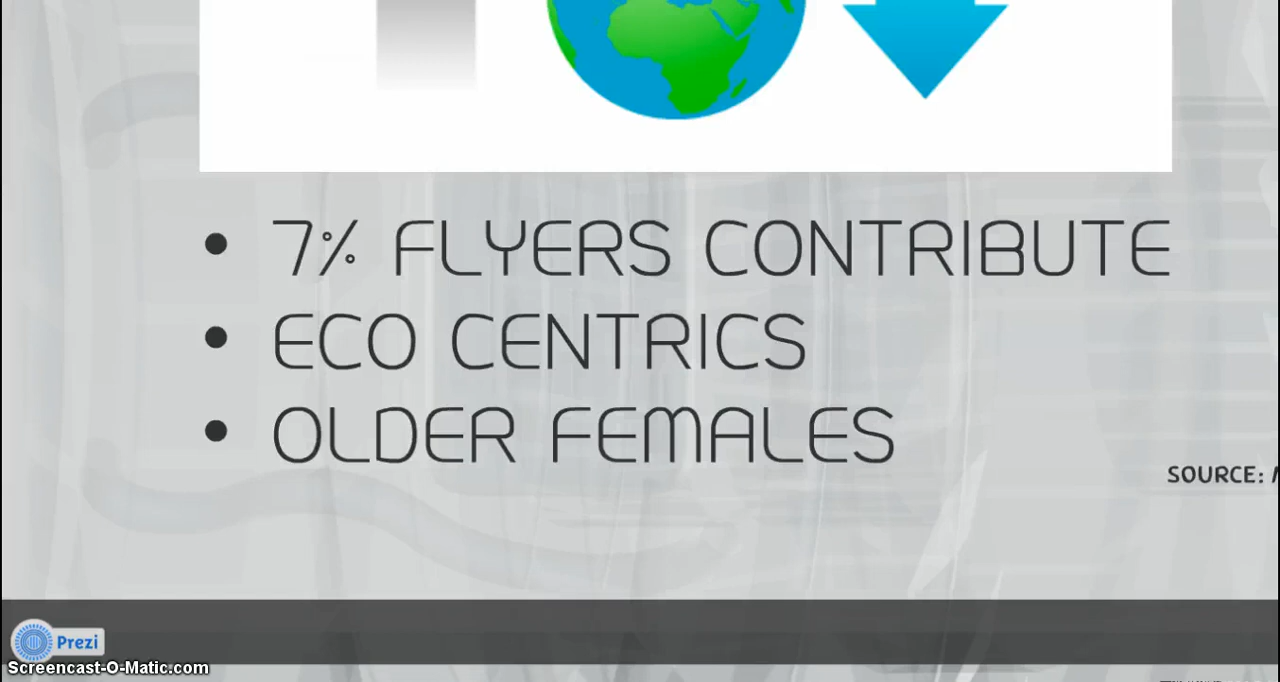 • 7% FLYERS CONTRIBUTE
• ECO CENTRICS
• OLDER FEMALES
SOURCE:
Prezi
Screencast-O-Matic.com